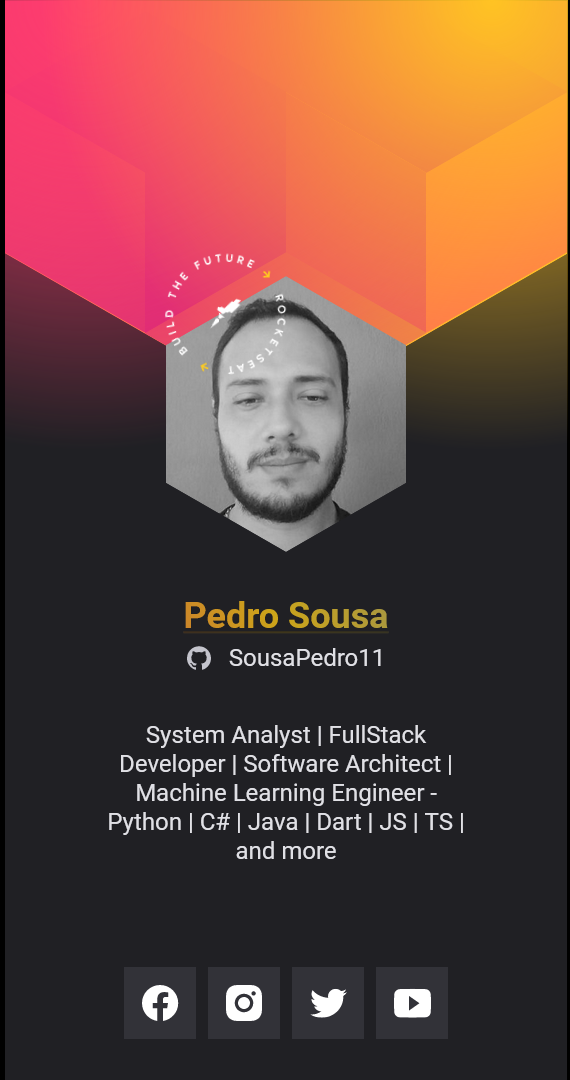 BUILD THE FUTURE
ROCKETSEAT
Pedro Sousa
SousaPedro11
System Analyst | FullStack
Developer | Software Architect |
Machine Learning Engineer -
Python | C# | Java | Dart | JS | TS |
and more